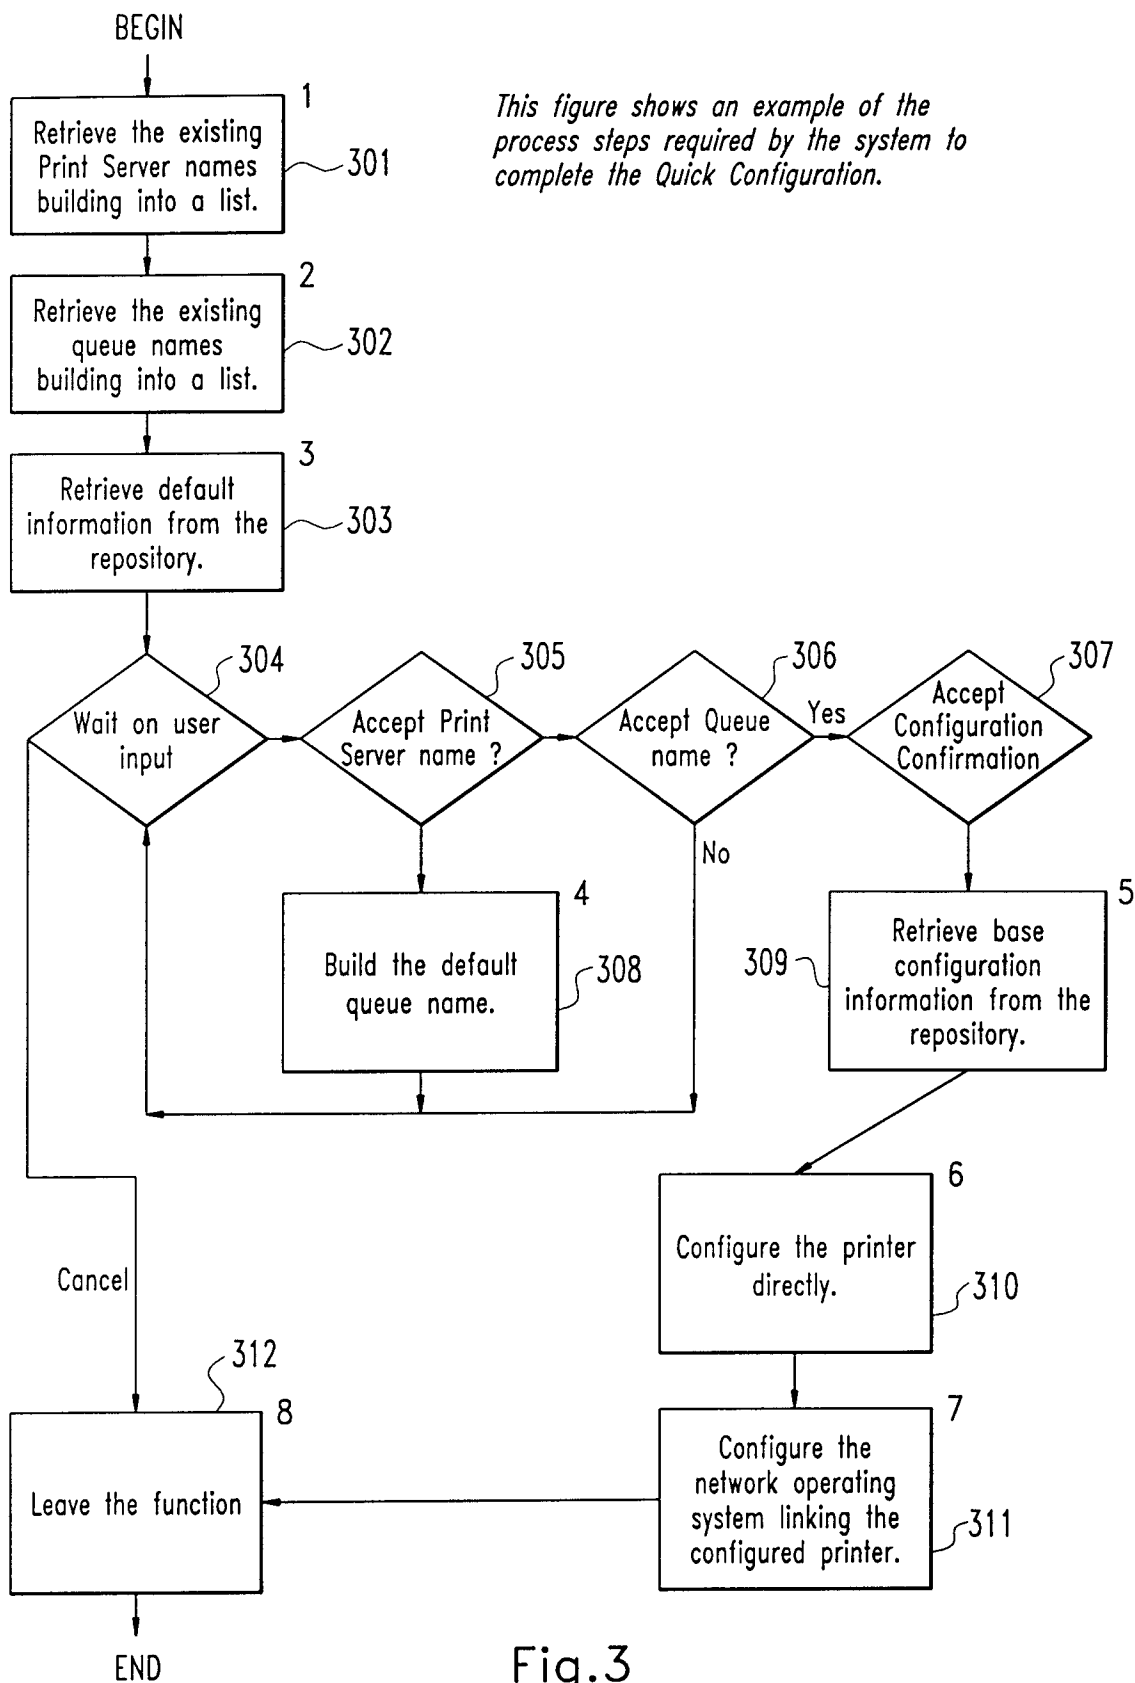 BEGIN
1
Retrieve the existing
Print Server names
building into a list.
301
This figure shows an example of the
process steps required by the system to
complete the Quick Configuration.
2
Retrieve the existing
queue names
building into a list.
302
3
Retrieve default
information from the
repository.
303
304
Wait on user
input
305
Accept Print
Server name ?
306
Accept Queue
name ?
Yes
307
Accept
Configuration
Confirmation
No
4
Build the default
queue name.
308
5
309
Retrieve base
configuration
information from the
repository.
6
Configure the printer
directly.
310
Cancel
312
8
Leave the function
7
Configure the
network operating
system linking the
configured printer.
311
END
Fig.3